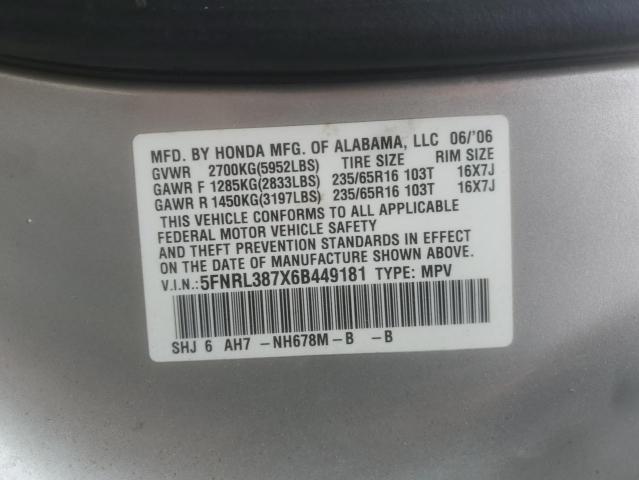 MFD. BY HONDA MFG. OF ALABAMA, LLC 06/'06
GVWR 2700KG(5952LBS) TIRE SIZE RIM SIZE
GAWR F 1285KG(2833LBS) 235/65R16 103T 16X7J
GAWR R 1450KG(3197LBS) 235/65R16 103T 16X7J
THIS VEHICLE CONFORMS TO ALL APPLICABLE
FEDERAL MOTOR VEHICLE SAFETY
AND THEFT PREVENTION STANDARDS IN EFFECT
ON THE DATE OF MANUFACTURE SHOWN ABOVE.
V.I.N.:5FNRL387X6B449181 TYPE: MPV
SHJ 6 AH7 -NH678M-B -B